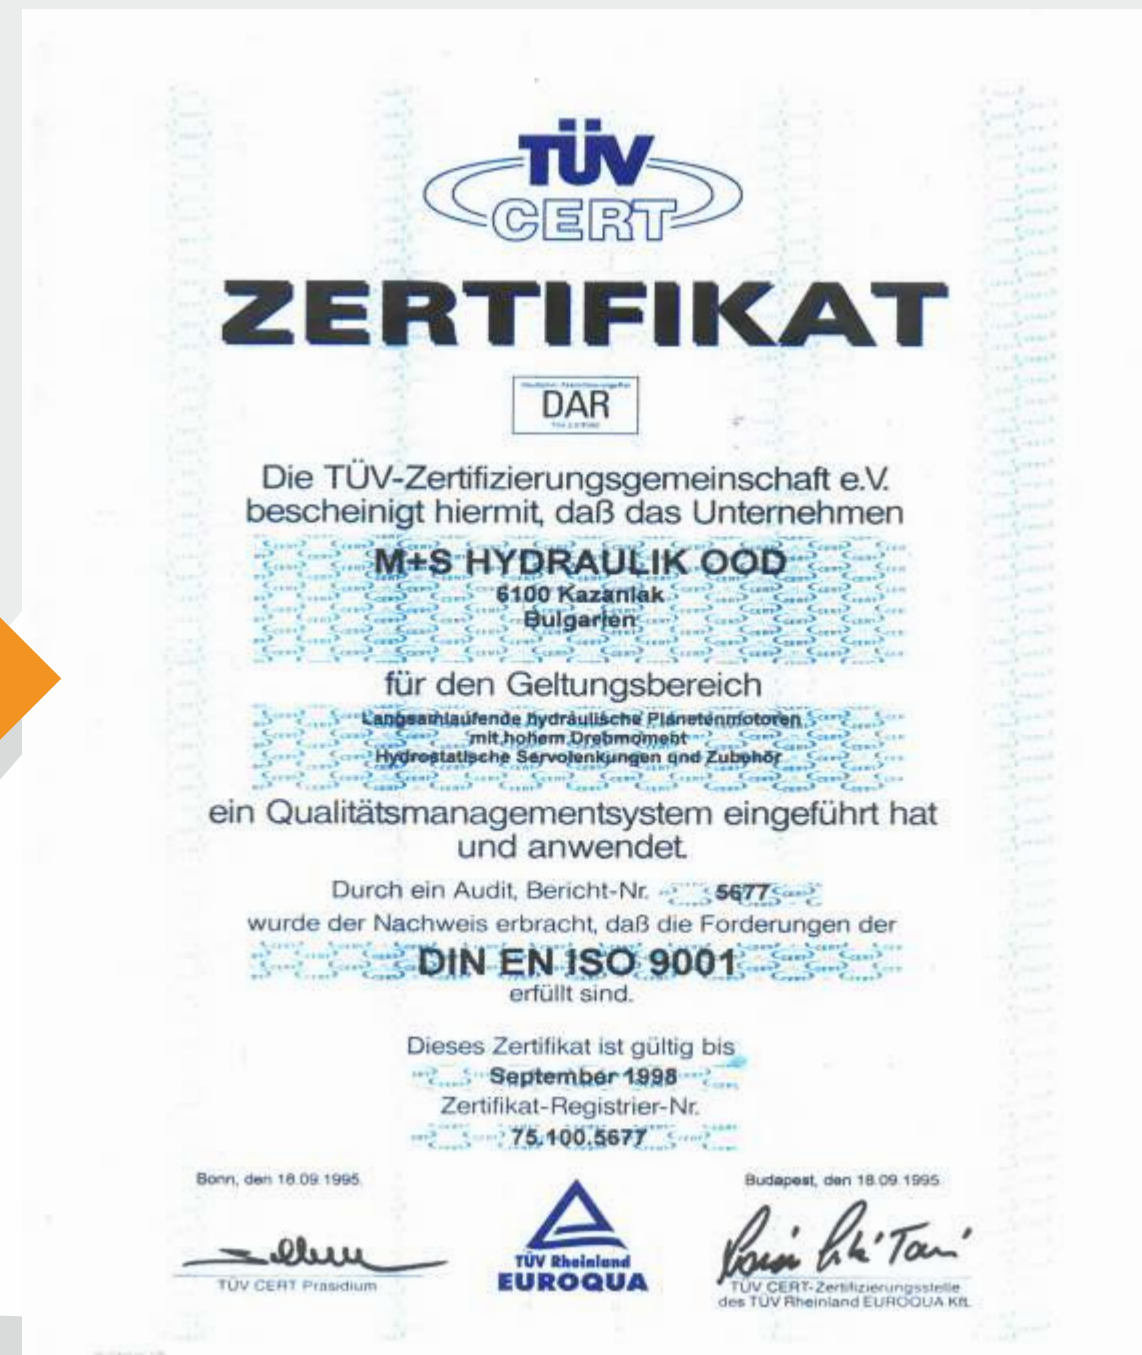 TÜV
CERT
ZERTIFIKAT
DAR
Die TÜV-Zertifizierungsgemeinschaft e.V.
bescheinigt hiermit, daß das Unternehmen
M+S HYDRAULIK OOD
6100 Kazanlak
Bulgarien
für den Geltungsbereich
Langsamlaufende hydraulische Planetenmotoren
mit hohem Drebmomebt
Hydrostatische Servolenkungen und Zubehör
ein Qualitätsmanagementsystem eingeführt hat
und anwendet.
Durch ein Audit, Bericht-Nr. 5677
wurde der Nachweis erbracht, daß die Forderungen der
DIN EN ISO 9001
erfüllt sind.
Dieses Zertifikat ist gültig bis
September 1998
Zertifikat-Registrier-Nr.
75.100.5677
Bonn, den 18.09.1995
Budapest, den 18.09.1995
TÜV Rheinland
EUROQUA
TÜV CERT Präsidium
TÜV CERT-Zertifizierungsstelle
des TÜV Rheinland EUROQUA Kft.